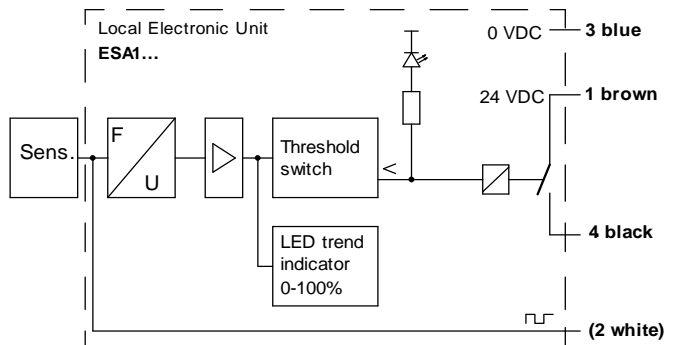 Local Electronic Unit
ESA1...
0 VDC
3 blue
24 VDC
1 brown
Sens.
F
U
Threshold
switch
<
4 black
LED trend
indicator
0-100%
(2 white)